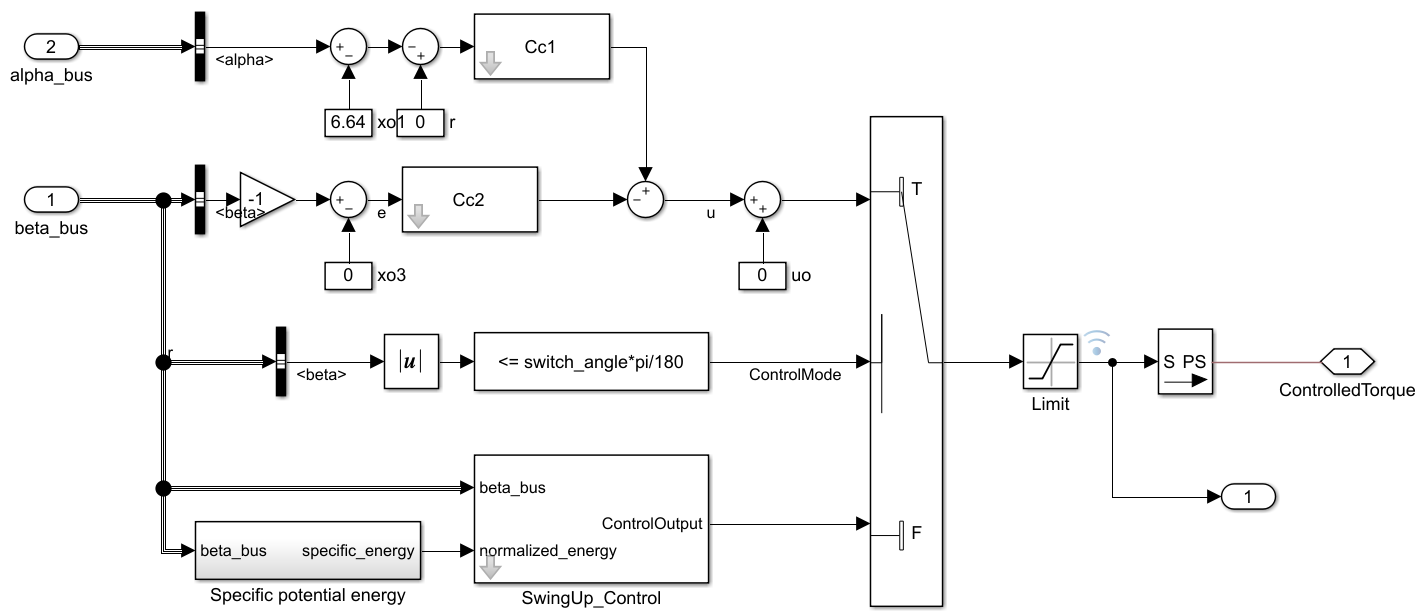 2
alpha_bus
<alpha>
+
−
−
+
Cc1
6.64
xo1
0
r
1
beta_bus
<beta>
-1
+
−
e
Cc2
0
xo3
+
−
u
+
+
0
uo
T
r
<beta>
|u|
<= switch_angle*pi/180
ControlMode
Limit
S PS
1
ControlledTorque
1
beta_bus
ControlOutput
normalized_energy
SwingUp_Control
beta_bus
specific_energy
Specific potential energy
F